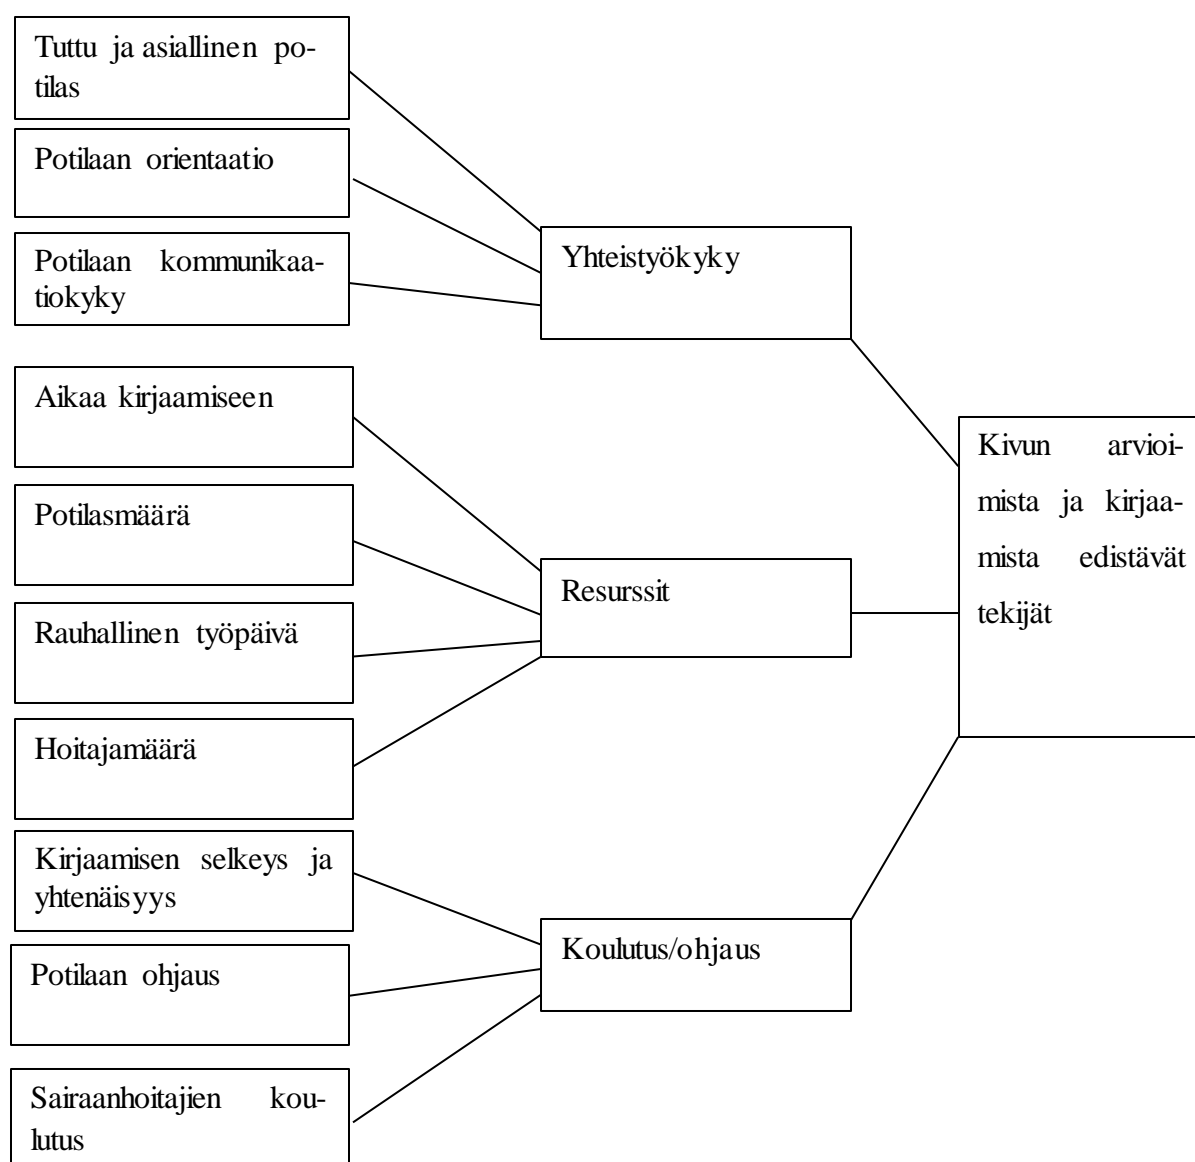 Tuttu ja asiallinen po-
tilas
Potilaan orientaatio
Potilaan kommunikaa-
tiokyky
Aikaa kirjaamiseen
Potilasmäärä
Rauhallinen työpäivä
Hoitajamäärä
Kirjaamisen selkeys ja
yhtenäisyys
Potilaan ohjaus
Sairaanhoitajien kou-
lutus
Yhteistyökyky
Resurssit
Koulutus/ohjaus
Kivun arvioi-
mista ja kirjaa-
mista edistävät
tekijät